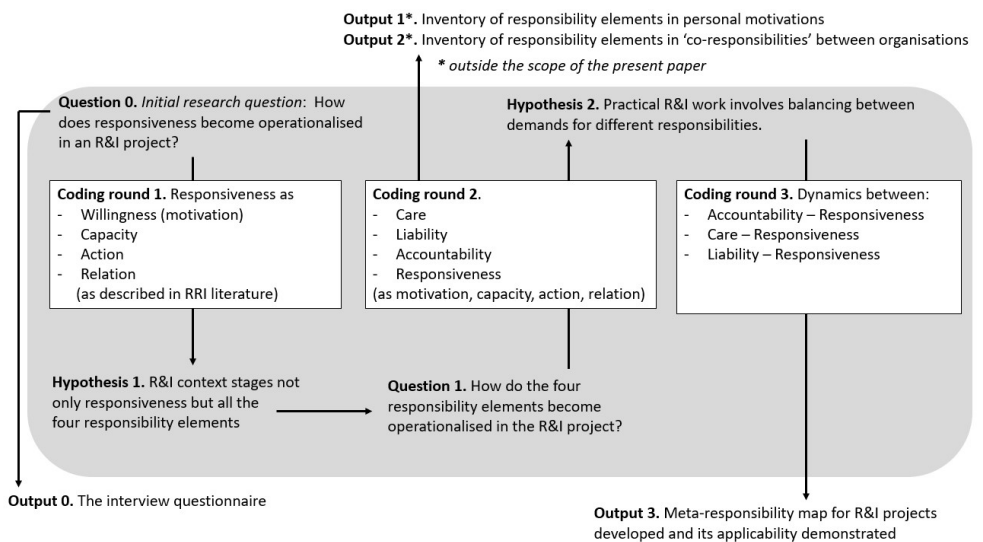 Output 1*. Inventory of responsibility elements in personal motivations
Output 2*. Inventory of responsibility elements in ‘co-responsibilities’ between organisations
* outside the scope of the present paper
Question 0. Initial research question: How
does responsiveness become operationalised
in an R&I project?
Hypothesis 2. Practical R&I work involves balancing between
demands for different responsibilities.
Coding round 1. Responsiveness as
- Willingness (motivation)
- Capacity
- Action
- Relation
(as described in RRI literature)
Coding round 2.
- Care
- Liability
- Accountability
- Responsiveness
(as motivation, capacity, action, relation)
Coding round 3. Dynamics between:
- Accountability – Responsiveness
- Care – Responsiveness
- Liability – Responsiveness
Hypothesis 1. R&I context stages not
only responsiveness but all the
four responsibility elements
Question 1. How do the four
responsibility elements become
operationalised in the R&I project?
Output 0. The interview questionnaire
Output 3. Meta-responsibility map for R&I projects
developed and its applicability demonstrated